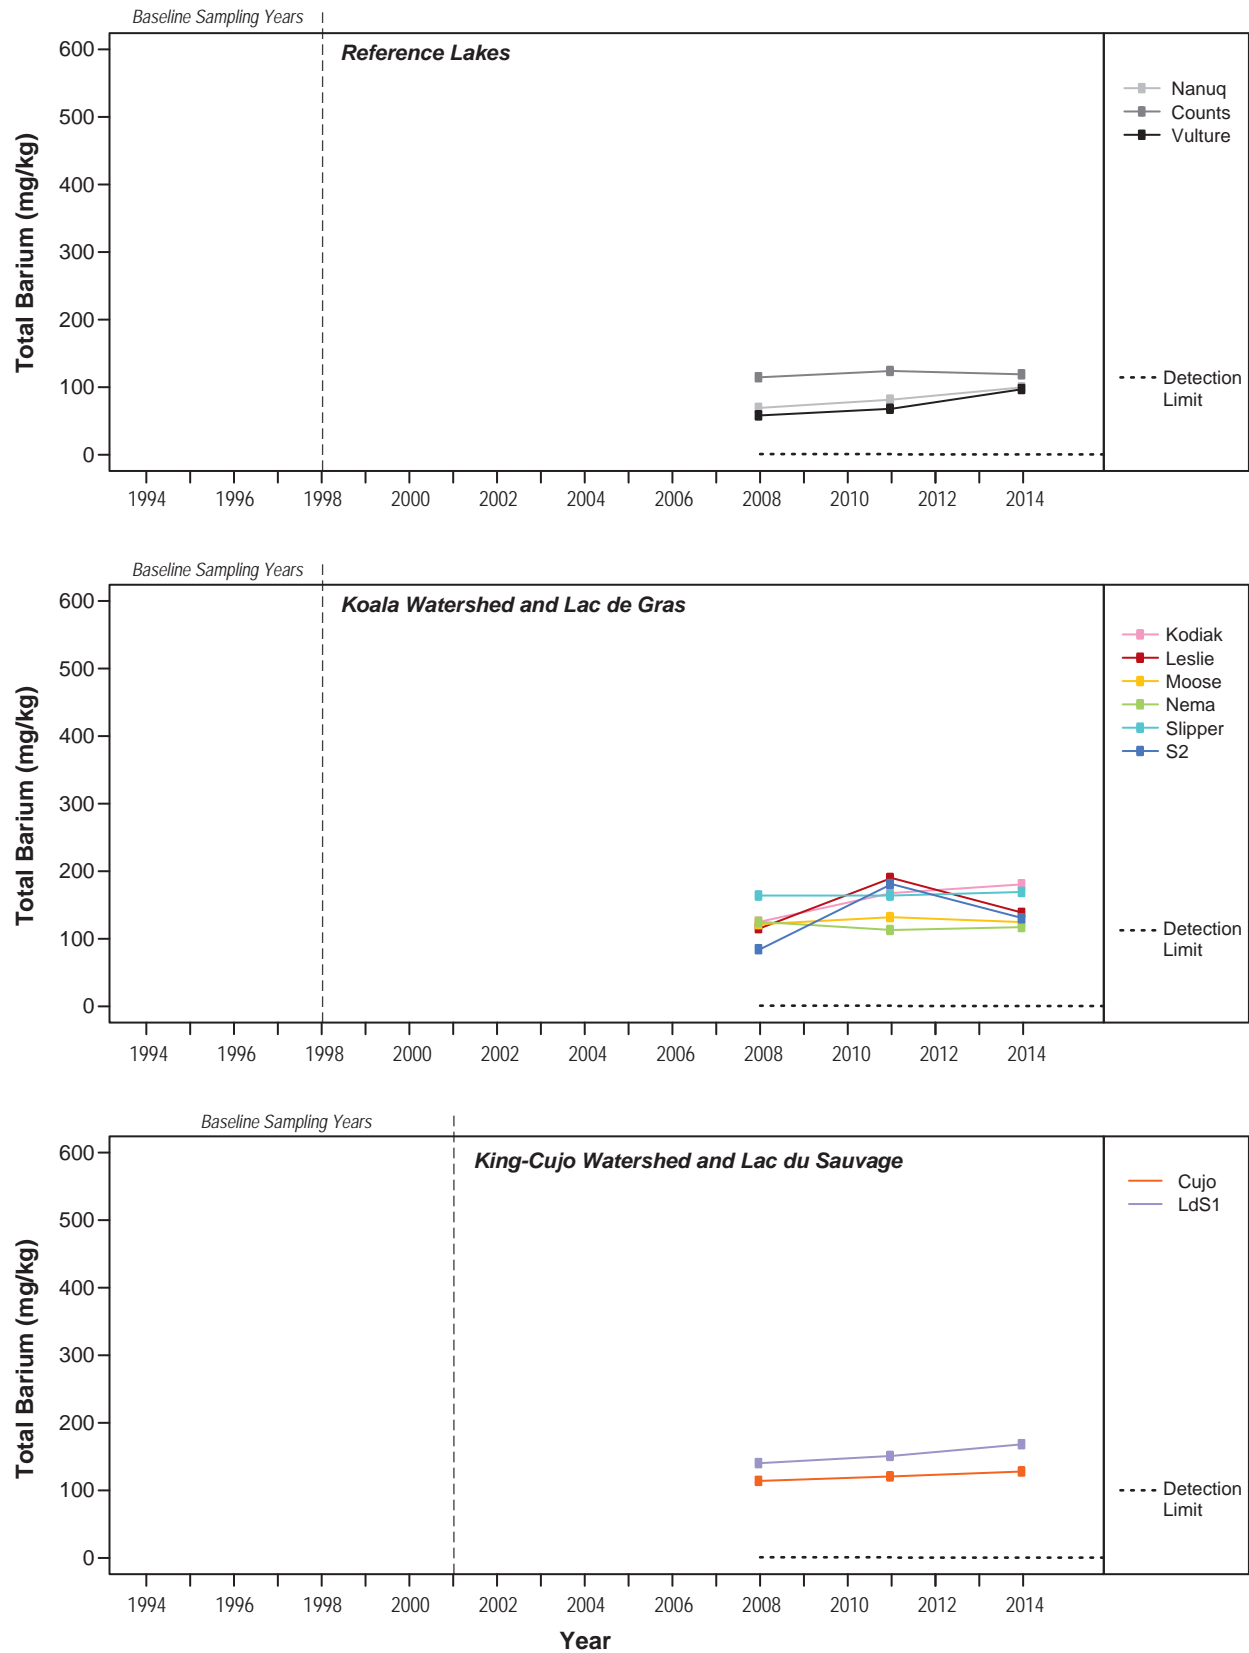 Baseline Sampling Years
Reference Lakes
Total Barium (mg/kg)
600
500
400
300
200
100
0
Nanuq
Counts
Vulture
Detection
Limit
1994 1996 1998 2000 2002 2004 2006 2008 2010 2012 2014
Baseline Sampling Years
Koala Watershed and Lac de Gras
Total Barium (mg/kg)
600
500
400
300
200
100
0
Kodiak
Leslie
Moose
Nema
Slipper
S2
Detection
Limit
1994 1996 1998 2000 2002 2004 2006 2008 2010 2012 2014
Baseline Sampling Years
King-Cujo Watershed and Lac du Sauvage
Total Barium (mg/kg)
600
500
400
300
200
100
0
Cujo
LdS1
Detection
Limit
1994 1996 1998 2000 2002 2004 2006 2008 2010 2012 2014
Year